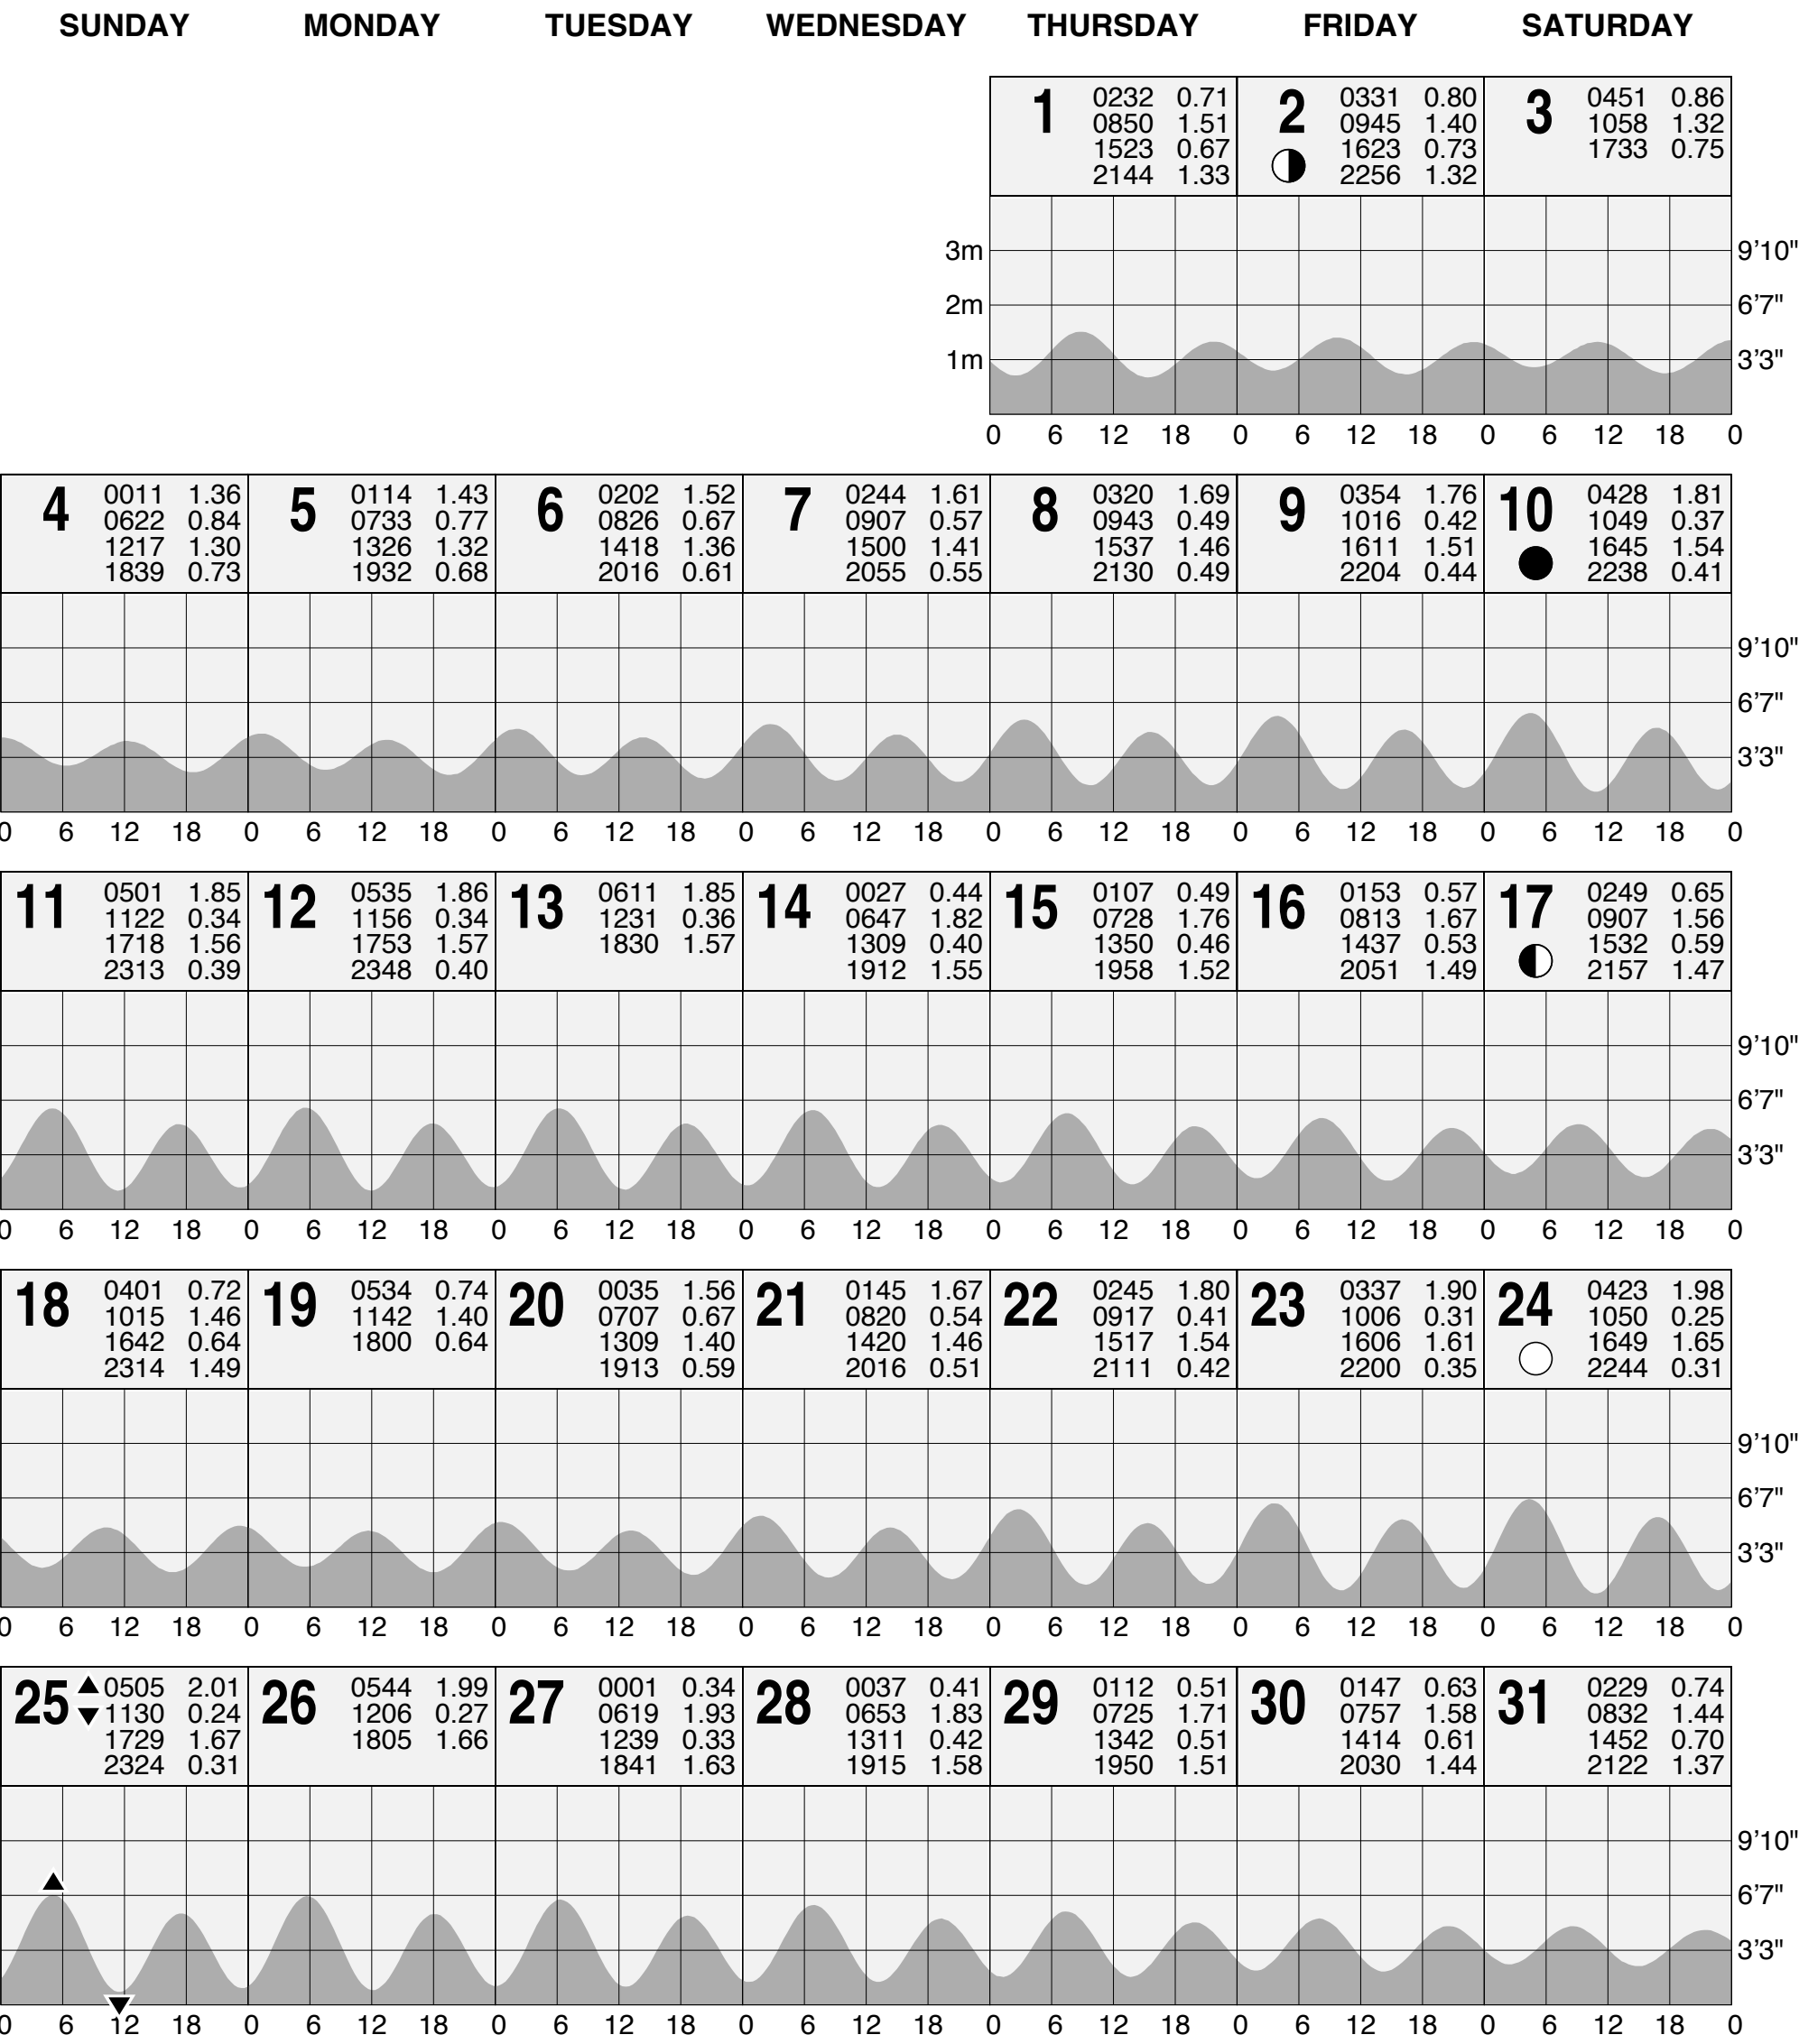 SUNDAY MONDAY TUESDAY WEDNESDAY THURSDAY FRIDAY SATURDAY
1 0232 0.71 2 0331 0.80 3 0451 0.86
0850 1.51 0945 1.40 1058 1.32
1523 0.67 1623 0.73 1733 0.75
2144 1.33 2256 1.32
3m 9'10"
2m 6'7"
1m 3'3"
0 6 12 18 0 6 12 18 0 6 12 18 0
4 0011 1.36 5 0114 1.43 6 0202 1.52 7 0244 1.61 8 0320 1.69 9 0354 1.76 10 0428 1.81
0622 0.84 0733 0.77 0826 0.67 0907 0.57 0943 0.49 1016 0.42 1049 0.37
1217 1.30 1326 1.32 1418 1.36 1500 1.41 1537 1.46 1611 1.51 1645 1.54
1839 0.73 1932 0.68 2016 0.61 2055 0.55 2130 0.49 2204 0.44 2238 0.41
9'10"
6'7"
3'3"
0 6 12 18 0 6 12 18 0 6 12 18 0 6 12 18 0 6 12 18 0 6 12 18 0 6 12 18 0
11 0501 1.85 12 0535 1.86 13 0611 1.85 14 0027 0.44 15 0107 0.49 16 0153 0.57 17 0249 0.65
1122 0.34 1156 0.34 1231 0.36 0647 1.82 0728 1.76 0813 1.67 0907 1.56
1718 1.56 1753 1.57 1830 1.57 1309 0.40 1350 0.46 1437 0.53 1532 0.59
2313 0.39 2348 0.40 1912 1.55 1958 1.52 2051 1.49 2157 1.47
9'10"
6'7"
3'3"
0 6 12 18 0 6 12 18 0 6 12 18 0 6 12 18 0 6 12 18 0 6 12 18 0 6 12 18 0
18 0401 0.72 19 0534 0.74 20 0035 1.56 21 0145 1.67 22 0245 1.80 23 0337 1.90 24 0423 1.98
1015 1.46 1142 1.40 0707 0.67 0820 0.54 0917 0.41 1006 0.31 1050 0.25
1642 0.64 1800 0.64 1309 1.40 1420 1.46 1517 1.54 1606 1.61 1649 1.65
2314 1.49 1913 0.59 2016 0.51 2111 0.42 2200 0.35 2244 0.31
9'10"
6'7"
3'3"
0 6 12 18 0 6 12 18 0 6 12 18 0 6 12 18 0 6 12 18 0 6 12 18 0 6 12 18 0
25 0505 2.01 26 0544 1.99 27 0001 0.34 28 0037 0.41 29 0112 0.51 30 0147 0.63 31 0229 0.74
1130 0.24 1206 0.27 0619 1.93 0653 1.83 0725 1.71 0757 1.58 0832 1.44
1729 1.67 1805 1.66 1239 0.33 1311 0.42 1342 0.51 1414 0.61 1452 0.70
2324 0.31 1841 1.63 1915 1.58 1950 1.51 2030 1.44 2122 1.37
9'10"
6'7"
3'3"
0 6 12 18 0 6 12 18 0 6 12 18 0 6 12 18 0 6 12 18 0 6 12 18 0 6 12 18 0